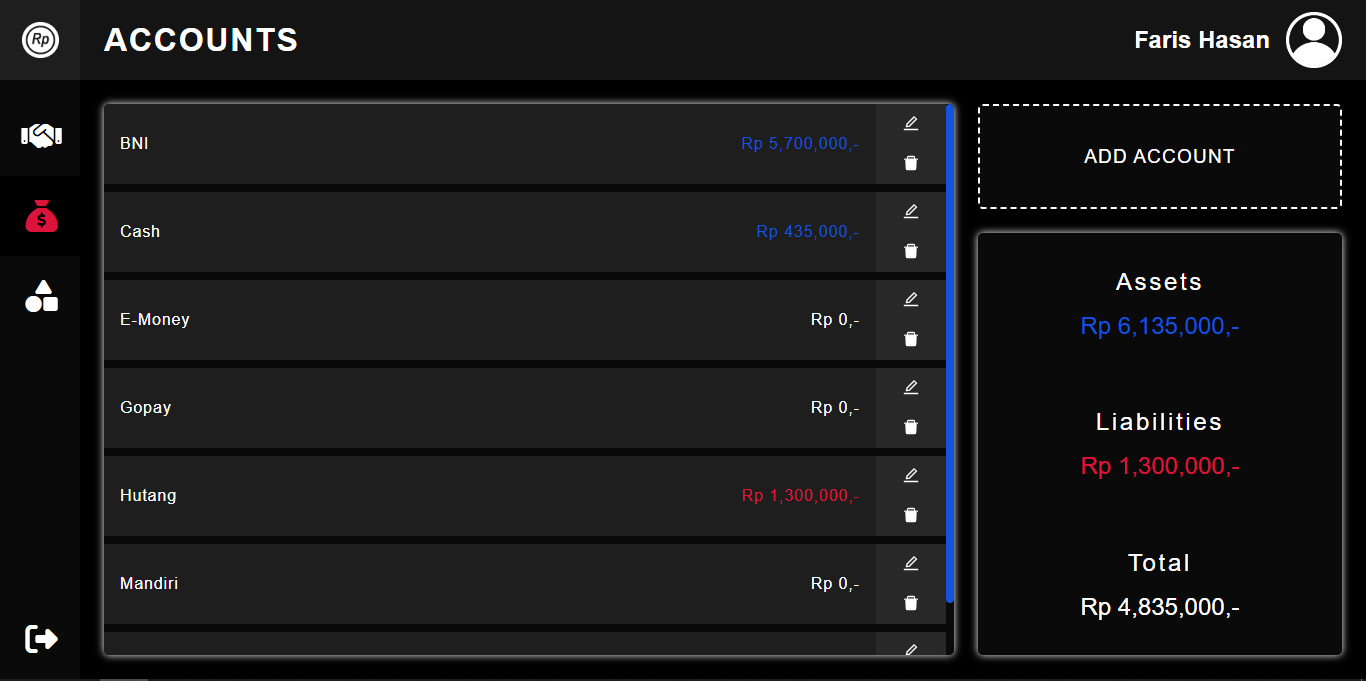 Rp
ACCOUNTS
Faris Hasan
BNI
Rp 5,700,000,-
Cash
Rp 435,000,-
E-Money
Rp 0,-
Gopay
Rp 0,-
Hutang
Rp 1,300,000,-
Mandiri
Rp 0,-
ADD ACCOUNT
Assets
Rp 6,135,000,-
Liabilities
Rp 1,300,000,-
Total
Rp 4,835,000,-